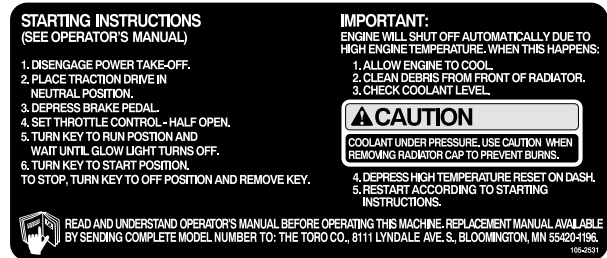 STARTING INSTRUCTIONS
(SEE OPERATOR'S MANUAL)
1. DISENGAGE POWER TAKE-OFF.
2. PLACE TRACTION DRIVE IN
NEUTRAL POSITION.
3. DEPRESS BRAKE PEDAL.
4. SET THROTTLE CONTROL - HALF OPEN.
5. TURN KEY TO RUN POSTION AND
WAIT UNTIL GLOW LIGHT TURNS OFF.
6. TURN KEY TO START POSITION.
TO STOP, TURN KEY TO OFF POSITION AND REMOVE KEY.
IMPORTANT:
ENGINE WILL SHUT OFF AUTOMATICALLY DUE TO
HIGH ENGINE TEMPERATURE. WHEN THIS HAPPENS:
1. ALLOW ENGINE TO COOL.
2. CLEAN DEBRIS FROM FRONT OF RADIATOR.
3. CHECK COOLANT LEVEL.
CAUTION
COOLANT UNDER PRESSURE. USE CAUTION WHEN
REMOVING RADIATOR CAP TO PREVENT BURNS.
4. DEPRESS HIGH TEMPERATURE RESET ON DASH.
5. RESTART ACCORDING TO STARTING
INSTRUCTIONS.
READ AND UNDERSTAND OPERATOR'S MANUAL BEFORE OPERATING THIS MACHINE. REPLACEMENT MANUAL AVAILABLE
BY SENDING COMPLETE MODEL NUMBER TO: THE TORO CO., 8111 LYNDALE AVE. S., BLOOMINGTON, MN 55420-1196.
105-2531